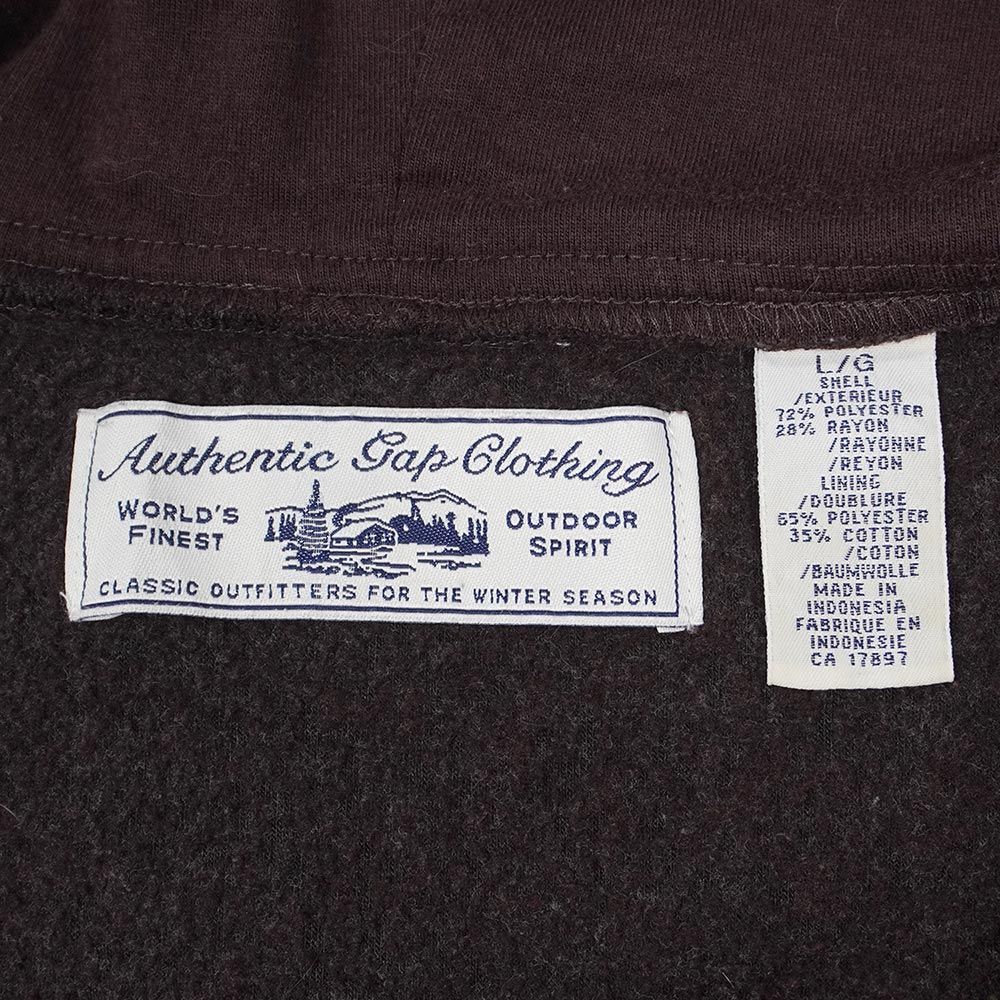 Authentic Gap Clothing
WORLD'S
FINEST
OUTDOOR
SPIRIT
CLASSIC OUTFITTERS FOR THE WINTER SEASON
L/G
SHELL
/EXTERIEUR
72% POLYESTER
28% RAYON
/RAYONNE
/REYON
LINING
/DOUBLURE
65% POLYESTER
35% COTTON
/COTON
/BAUMWOLLE
MADE IN
INDONESIA
FABRIQUE EN
INDONESIE
CA 17897